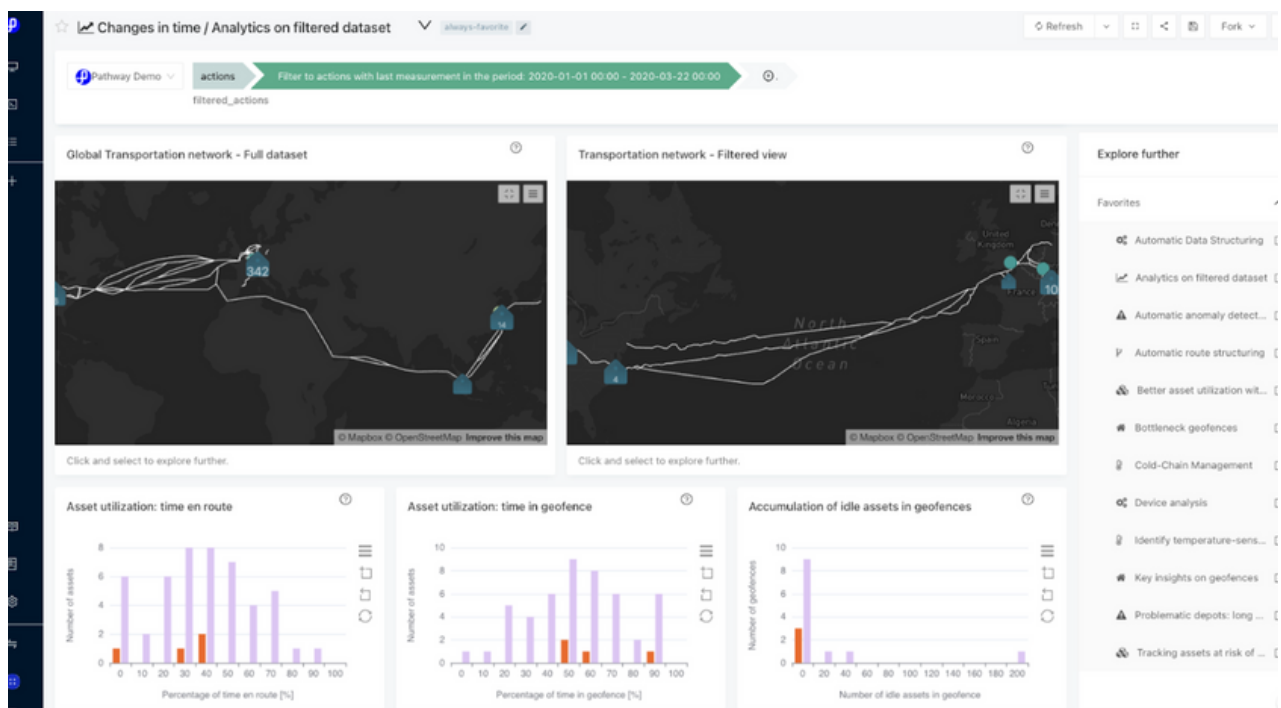 Changes in time / Analytics on filtered dataset
always-favorite
Refresh
Fork
Pathway Demo
actions
Filter to actions with last measurement in the period: 2020-01-01 00:00 - 2020-03-22 00:00
filtered_actions
Global Transportation network - Full dataset
342
14
© Mapbox © OpenStreetMap Improve this map
Click and select to explore further.
Transportation network - Filtered view
United
Kingdom
France
10
North
Atlantic
Ocean
Spain
4
Morocco
Algeria
© Mapbox © OpenStreetMap Improve this map
Click and select to explore further.
Explore further
Favorites
Automatic Data Structuring
Analytics on filtered dataset
Automatic anomaly detect...
Automatic route structuring
Better asset utilization wit...
Bottleneck geofences
Cold-Chain Management
Device analysis
Identify temperature-sens...
Key insights on geofences
Problematic depots: long ...
Tracking assets at risk of ...
Asset utilization: time en route
Number of assets
8
6
4
2
0
0 10 20 30 40 50 60 70 80 90 100
Percentage of time en route [%]
Asset utilization: time in geofence
Number of assets
10
8
6
4
2
0
0 10 20 30 40 50 60 70 80 90 100
Percentage of time in geofence [%]
Accumulation of idle assets in geofences
Number of geofences
10
8
6
4
2
0
0 20 40 60 80 100 120 140 160 180 200
Number of idle assets in geofence